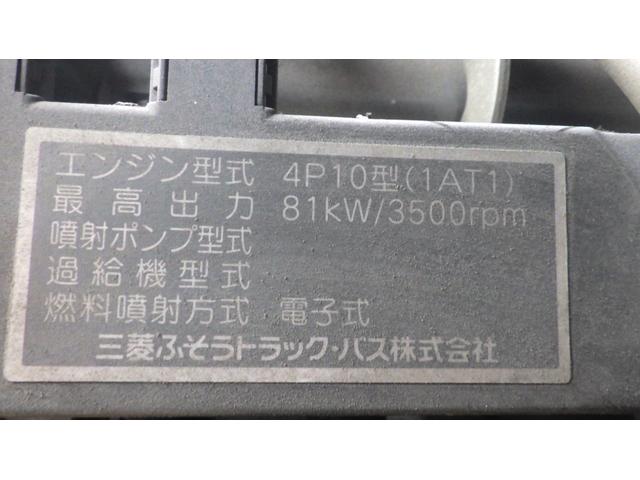 エンジン型式 4P10型(1AT1)
最高出力 81kW/3500rpm
噴射ポンプ型式
過給機型式
燃料噴射方式 電子式
三菱ふそうトラック・バス株式会社